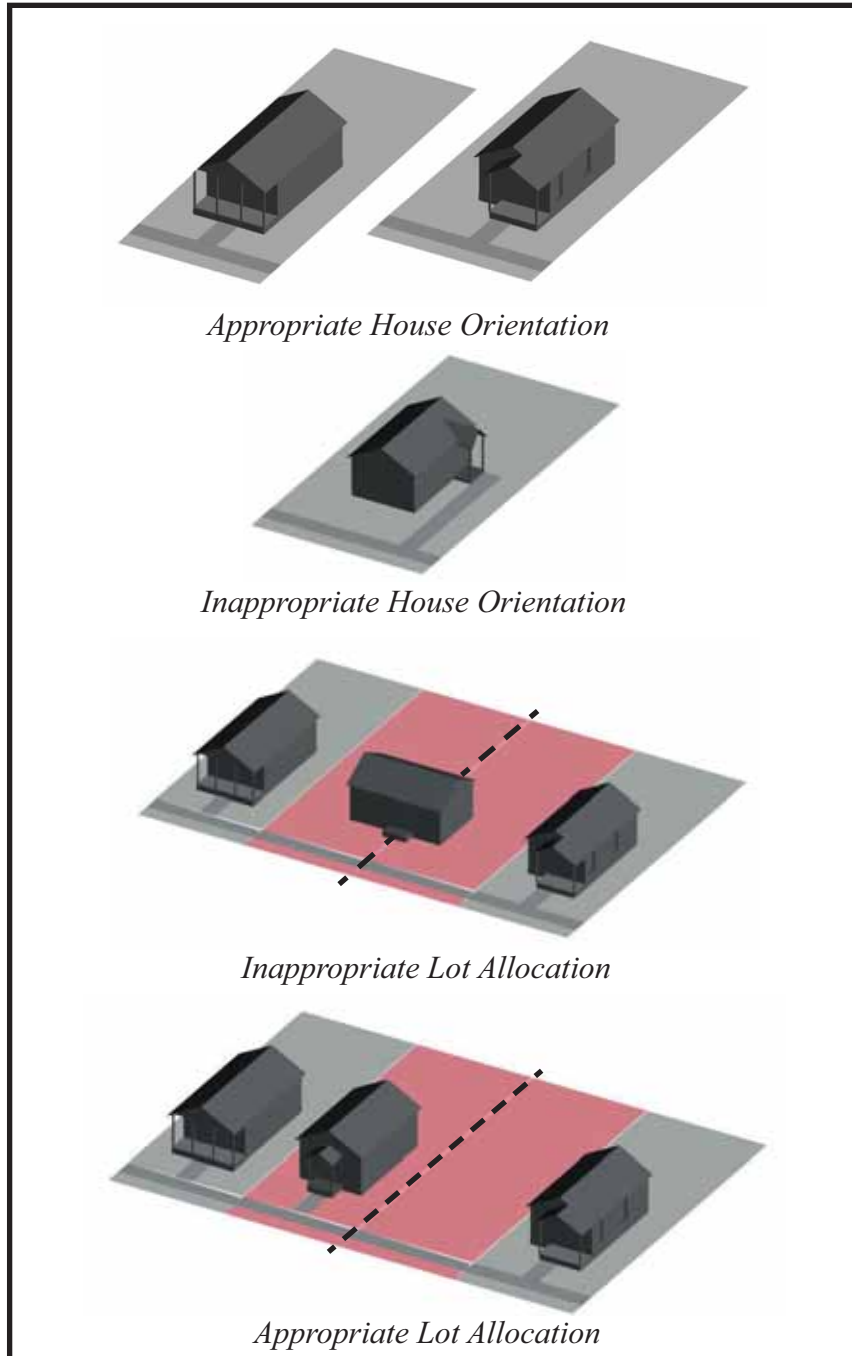 Appropriate House Orientation
Inappropriate House Orientation
Inappropriate Lot Allocation
Appropriate Lot Allocation